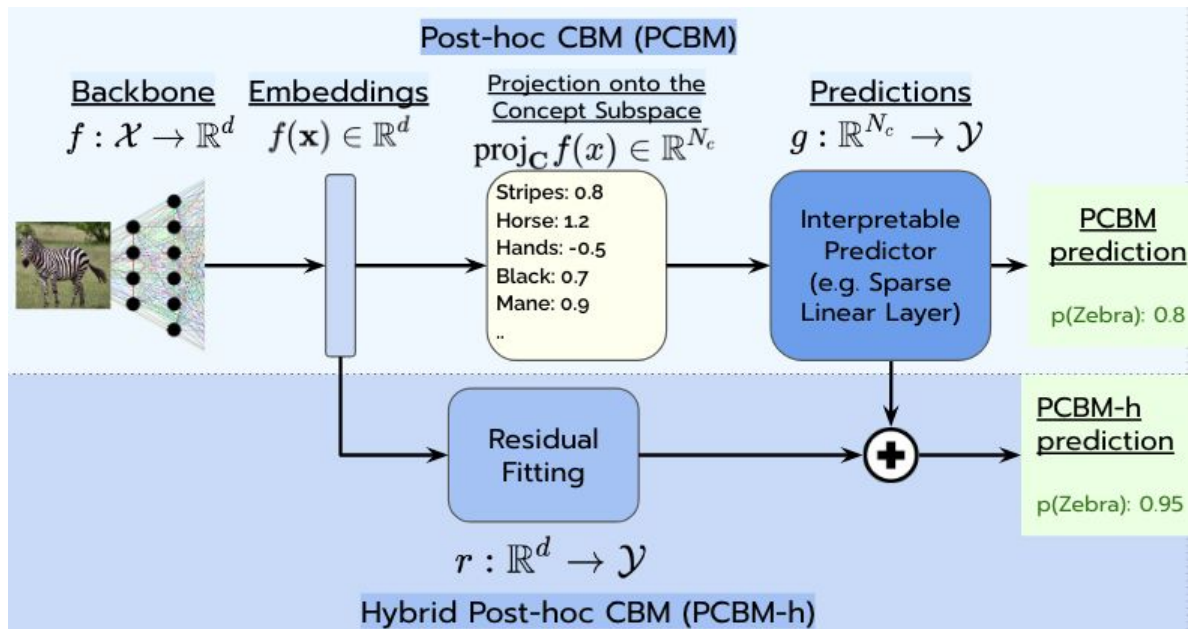 Post-hoc CBM (PCBM)
Backbone
f : 𝒳 → ℝ^d
Embeddings
f(𝐱) ∈ ℝ^d
Projection onto the
Concept Subspace
proj_𝐂 f(x) ∈ ℝ^{N_c}
Predictions
g : ℝ^{N_c} → 𝒴
Stripes: 0.8
Horse: 1.2
Hands: -0.5
Black: 0.7
Mane: 0.9
..
Interpretable
Predictor
(e.g. Sparse
Linear Layer)
PCBM
prediction
p(Zebra): 0.8
Residual
Fitting
r : ℝ^d → 𝒴
PCBM-h
prediction
p(Zebra): 0.95
Hybrid Post-hoc CBM (PCBM-h)